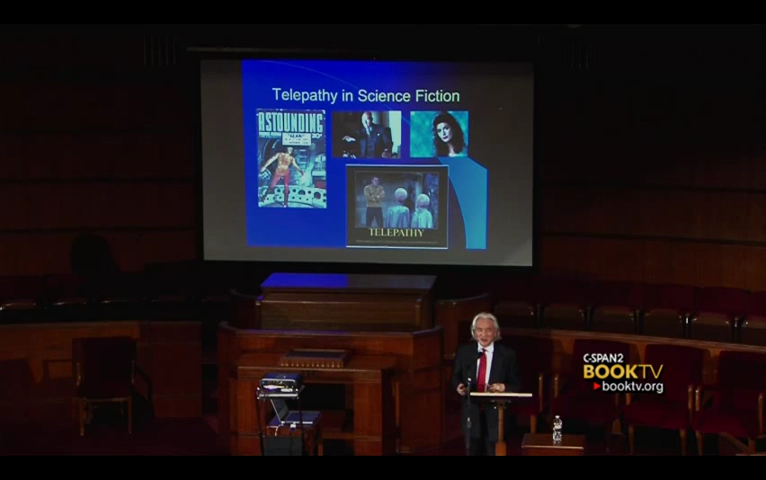 Telepathy in Science Fiction
ASTOUNDING
TELEPATHY
C-SPAN2
BOOKTV
booktv.org